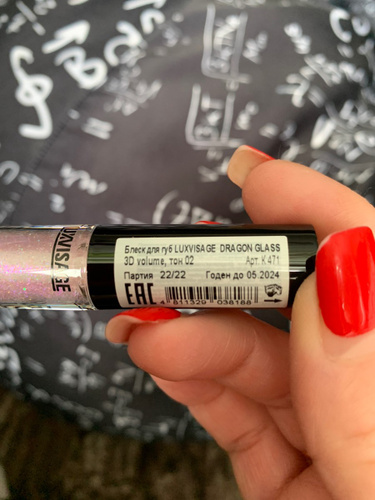 LUXVISAGE
Блеск для губ LUXVISAGE DRAGON GLASS
3D volume, тон 02 Арт. К 471
Партия 22/22 Годен до 05.2024
EAC
4 811329 038188